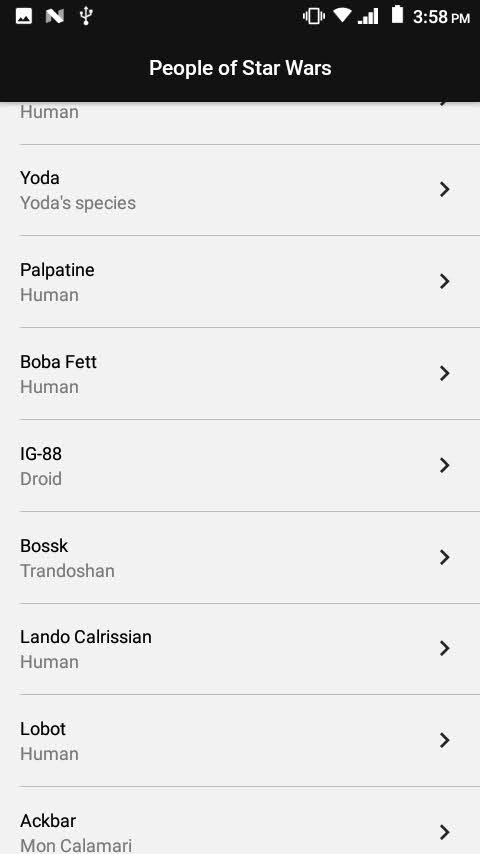 3:58 PM
People of Star Wars
Human
Yoda
Yoda's species
Palpatine
Human
Boba Fett
Human
IG-88
Droid
Bossk
Trandoshan
Lando Calrissian
Human
Lobot
Human
Ackbar
Mon Calamari